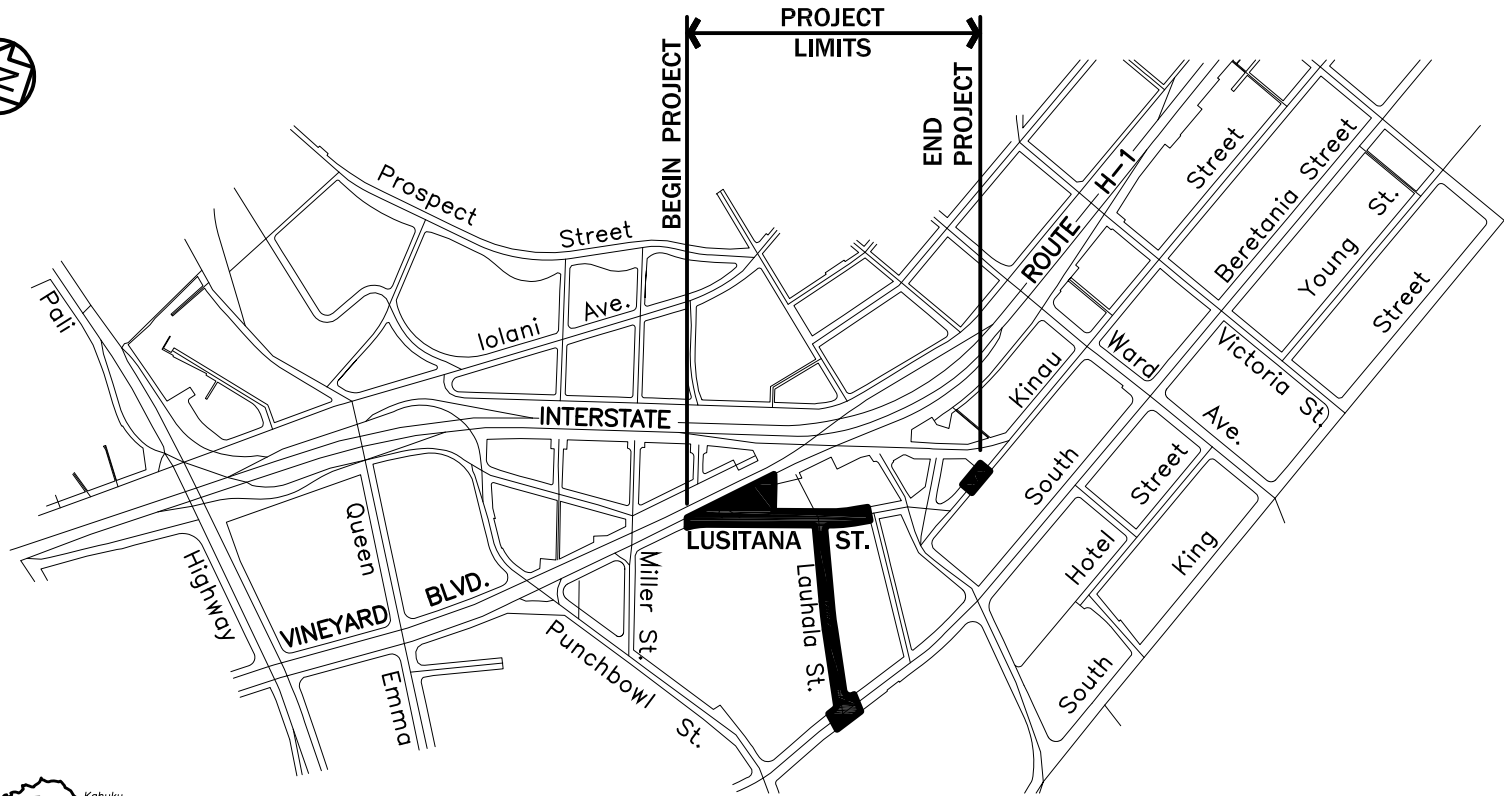 PROJECT
LIMITS
BEGIN PROJECT
END
PROJECT
N
Prospect
Street
Iolani
Ave.
Pali
Highway
INTERSTATE
ROUTE H-1
Street
Beretania Street
Young
St.
Street
Kinau
Ward
Ave.
Victoria St.
South
Street
Hotel
King
South
Queen
Emma
VINEYARD
BLVD.
Miller St.
Punchbowl
St.
LUSITANA ST.
Lauhala St.
Kahuku